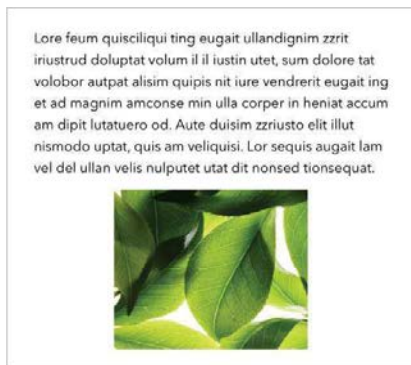 Lore feum quisciliqui ting eugait ullandignim zzrit
iriustrud doluptat volum il il iustin utet, sum dolore tat
volobor autpat alisim quipis nit iure vendrerit eugait ing
et ad magnim amconse min ulla corper in heniat accum
am dipit lutatuero od. Aute duisim zzriusto elit illut
nismodo uptat, quis am veliquisi. Lor sequis augait lam
vel del ullan velis nulputet utat dit nonsed tionsequat.